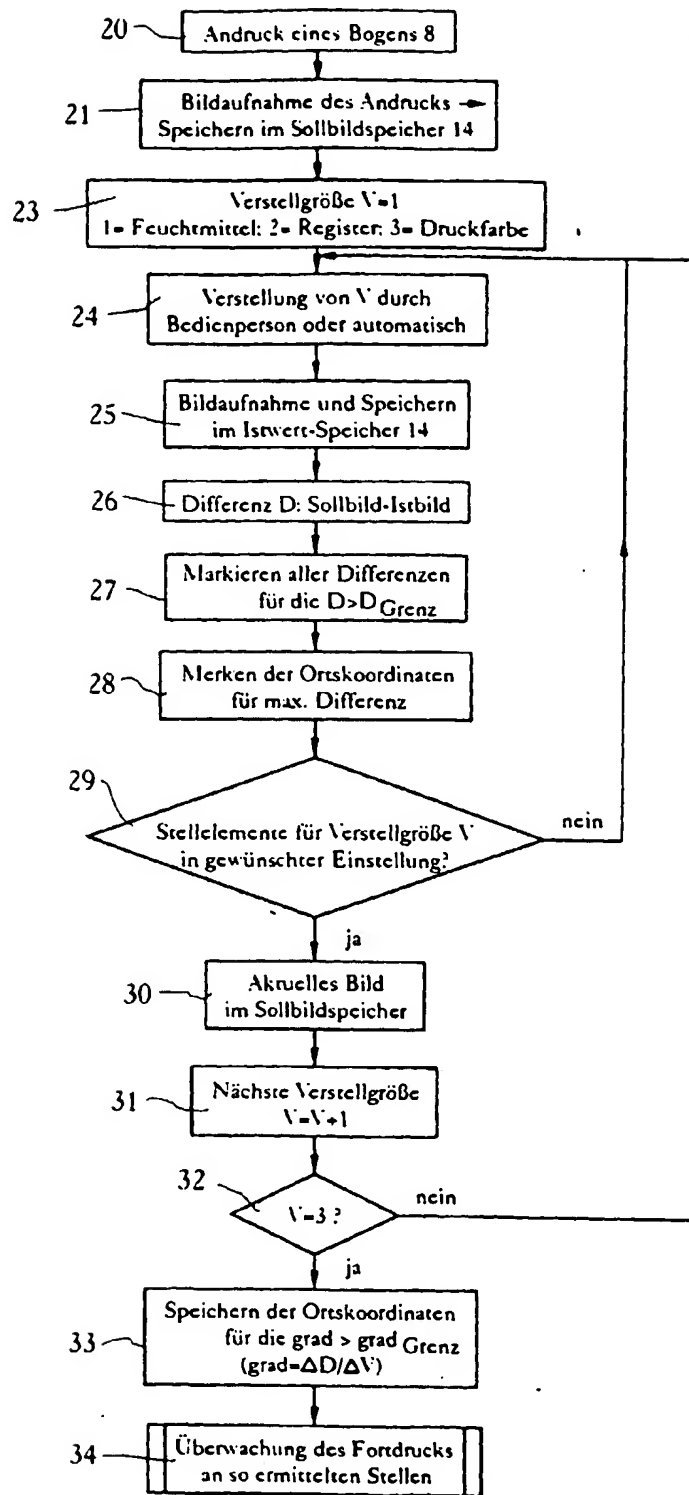 20
Andruck eines Bogens 8
21
Bildaufnahme des Andrucks →
Speichern im Sollbildspeicher 14
23
Verstellgröße V=1
1= Feuchtmittel; 2= Register; 3= Druckfarbe
24
Verstellung von V durch
Bedienperson oder automatisch
25
Bildaufnahme und Speichern
im Istwert-Speicher 14
26
Differenz D: Sollbild-Istbild
27
Markieren aller Differenzen
für die D>D Grenz
28
Merken der Ortskoordinaten
für max. Differenz
29
Stellelemente für Verstellgröße V
in gewünschter Einstellung?
nein
ja
30
Aktuelles Bild
im Sollbildspeicher
31
Nächste Verstellgröße
V=V+1
32
V=3 ?
nein
ja
33
Speichern der Ortskoordinaten
für die grad > grad Grenz
(grad=ΔD/ΔV)
34
Überwachung des Fortdrucks
an so ermittelten Stellen